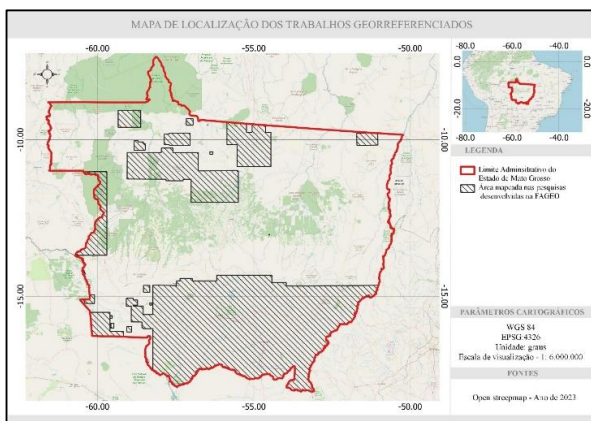 MAPA DE LOCALIZAÇÃO DOS TRABALHOS GEORREFERENCIADOS
-60.00 -55.00 -50.00
-80.0 -60.0 -40.0
0.0 0.0
-20.0 -20.0
-80.0 -60.0 -40.0
-10.00 -10.00
-15.00 -15.00
-60.00 -55.00 -50.00
LEGENDA
Limite Administrativo do
Estado de Mato Grosso
Área mapeada nas pesquisas
desenvolvidas na FAGEO
PARÂMETROS CARTOGRÁFICOS
WGS 84
EPSG:4326
Unidade: graus
Escala de visualização - 1: 6.000.000
FONTES
Open streepmap - Ano de 2023